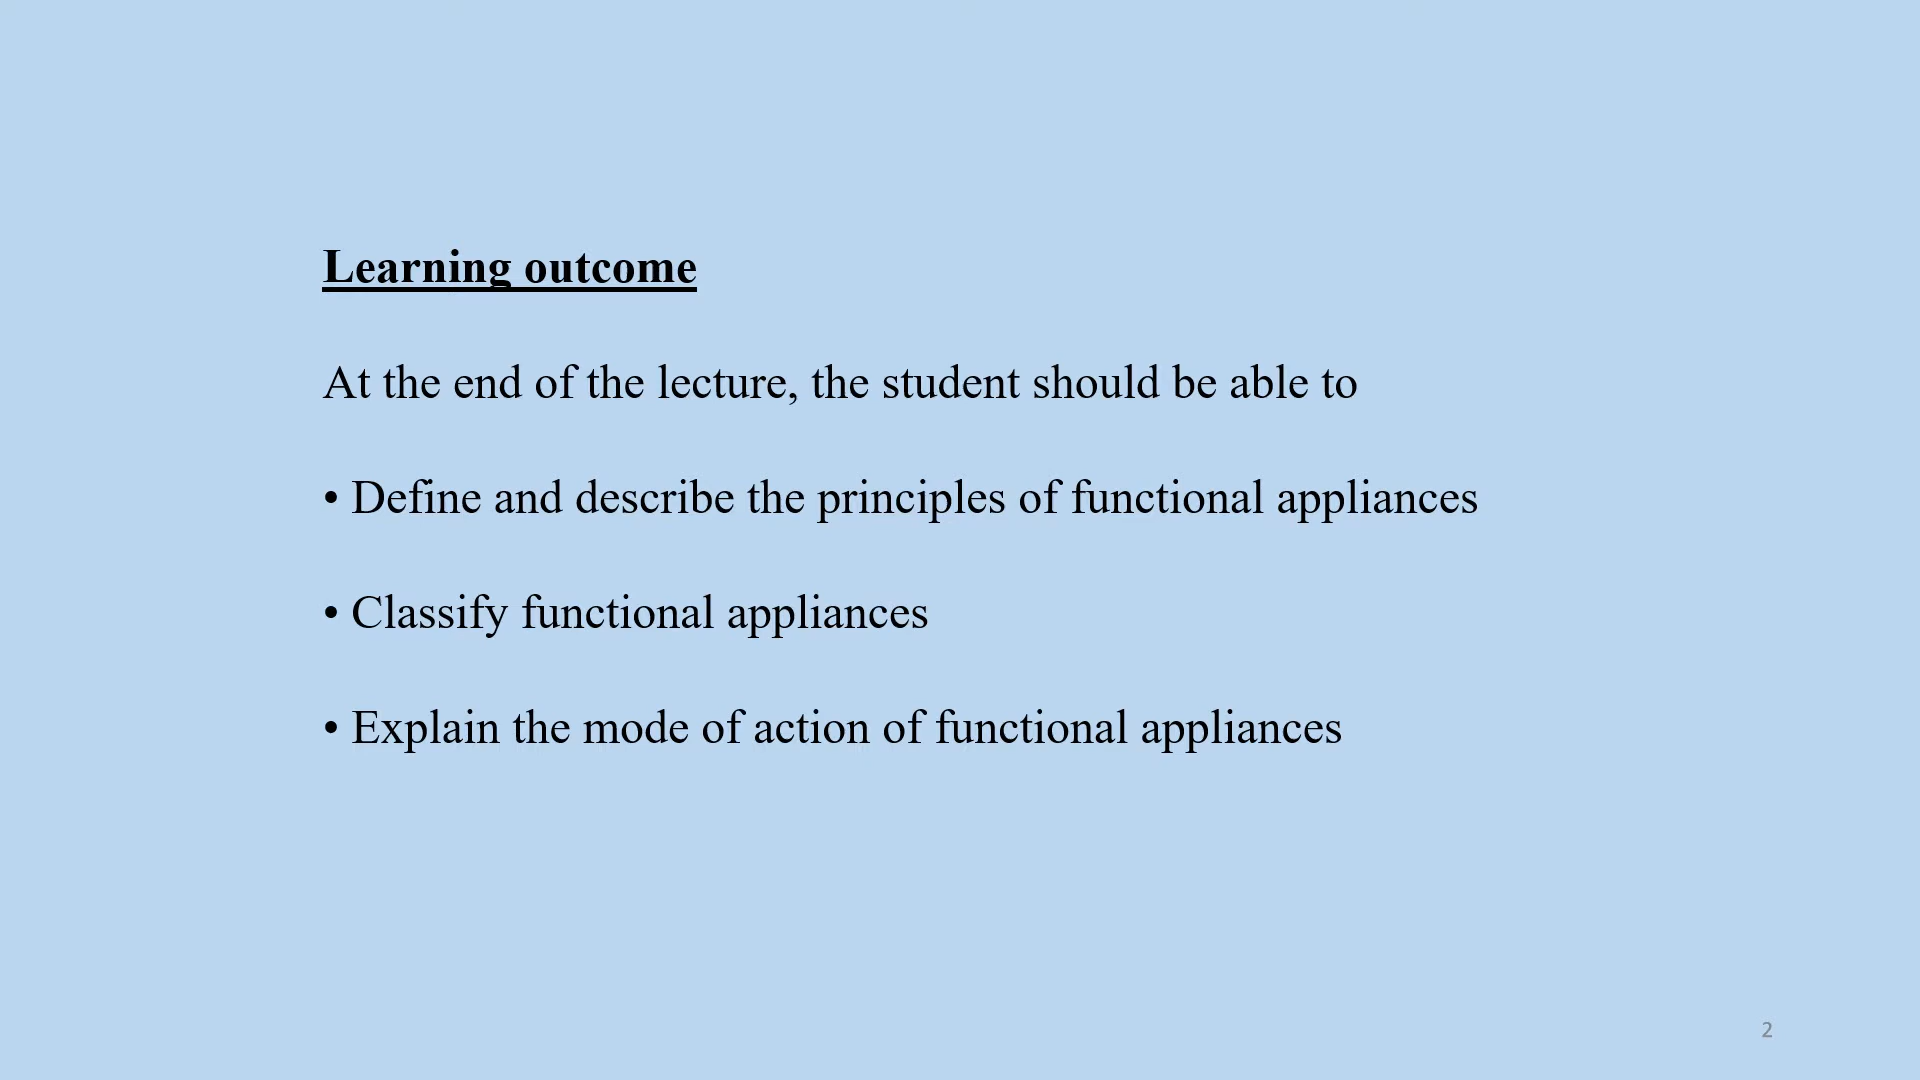 Learning outcome
At the end of the lecture, the student should be able to
• Define and describe the principles of functional appliances
• Classify functional appliances
• Explain the mode of action of functional appliances
2